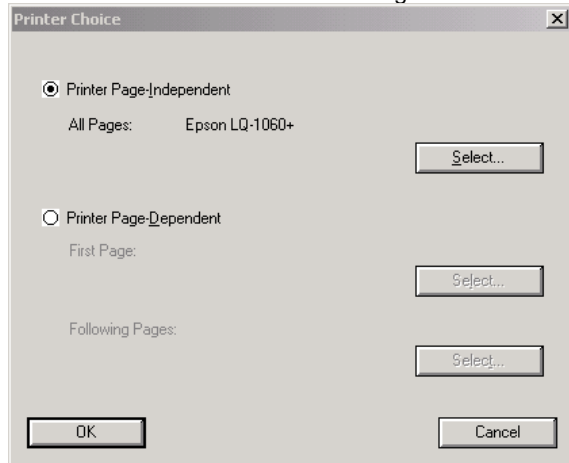 Printer Choice
Printer Page-Independent
All Pages: Epson LQ-1060+
Select...
Printer Page-Dependent
First Page:
Select...
Following Pages:
Select...
OK Cancel